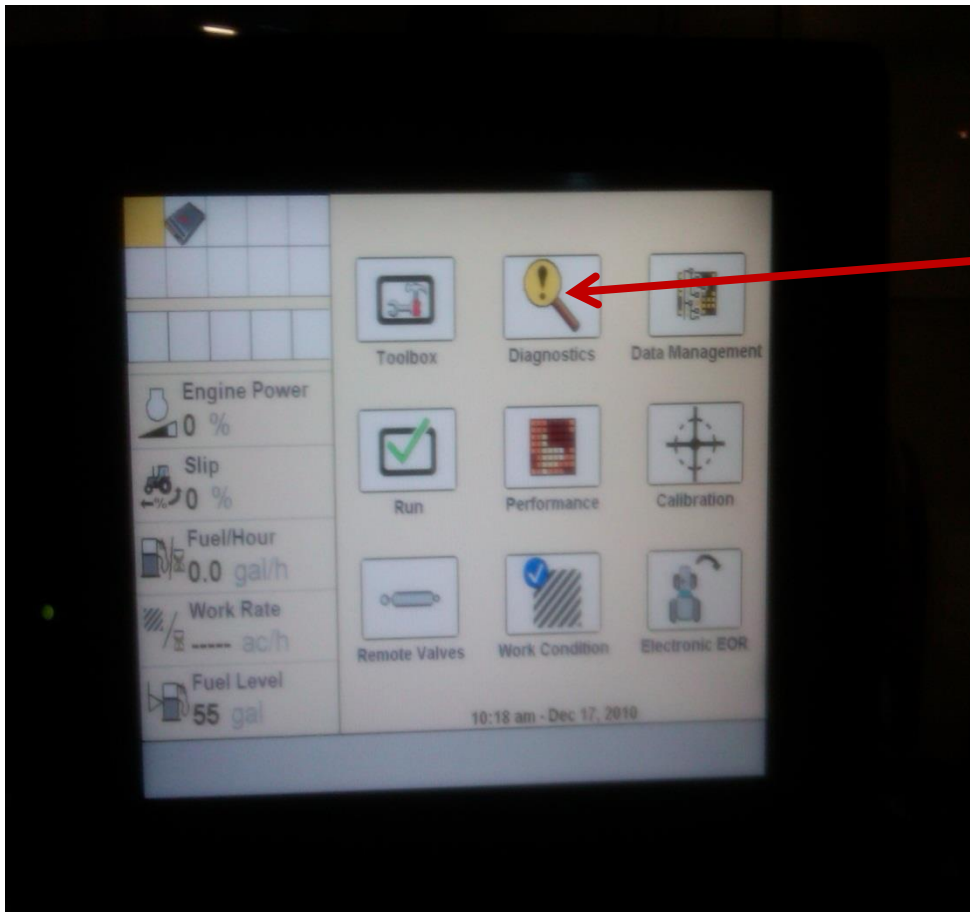 Engine Power
0 %
Slip
0 %
Fuel/Hour
0.0 gal/h
Work Rate
----- ac/h
Fuel Level
55 gal
Toolbox
Diagnostics
Data Management
Run
Performance
Calibration
Remote Valves
Work Condition
Electronic EOR
10:18 am - Dec 17, 2010